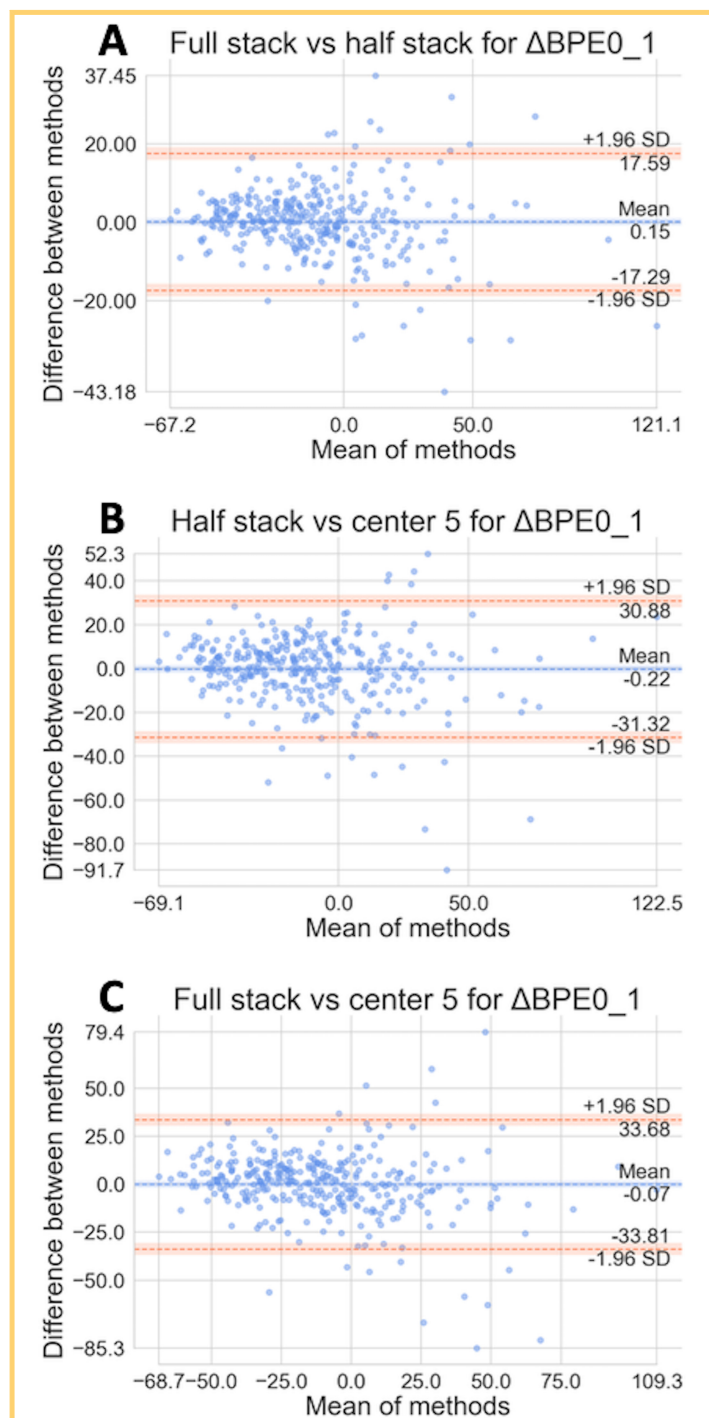 A Full stack vs half stack for ΔBPE0_1
Difference between methods
37.45
20.00
0.00
−20.00
−43.18
+1.96 SD
17.59
Mean
0.15
-17.29
-1.96 SD
−67.2 0.0 50.0 121.1
Mean of methods
B Half stack vs center 5 for ΔBPE0_1
Difference between methods
52.3
40.0
20.0
0.0
−20.0
−40.0
−60.0
−80.0
−91.7
+1.96 SD
30.88
Mean
-0.22
-31.32
-1.96 SD
−69.1 0.0 50.0 122.5
Mean of methods
C Full stack vs center 5 for ΔBPE0_1
Difference between methods
79.4
50.0
25.0
0.0
−25.0
−50.0
−85.3
+1.96 SD
33.68
Mean
-0.07
-33.81
-1.96 SD
−68.7 −50.0 −25.0 0.0 25.0 50.0 75.0 109.3
Mean of methods